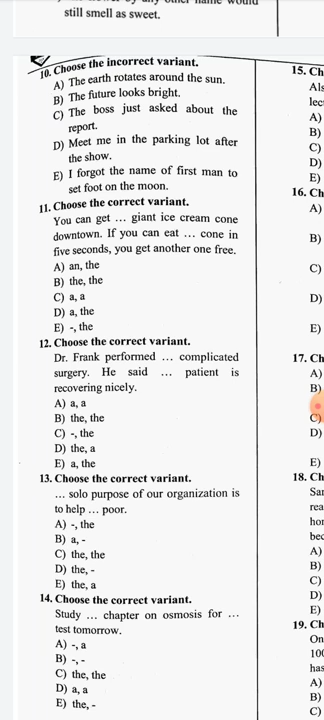 still smell as sweet.
10. Choose the incorrect variant.
A) The earth rotates around the sun.
B) The future looks bright.
C) The boss just asked about the
report.
D) Meet me in the parking lot after
the show.
E) I forgot the name of first man to
set foot on the moon.
11. Choose the correct variant.
You can get ... giant ice cream cone
downtown. If you can eat ... cone in
five seconds, you get another one free.
A) an, the
B) the, the
C) a, a
D) a, the
E) -, the
12. Choose the correct variant.
Dr. Frank performed ... complicated
surgery. He said ... patient is
recovering nicely.
A) a, a
B) the, the
C) -, the
D) the, a
E) a, the
13. Choose the correct variant.
... solo purpose of our organization is
to help ... poor.
A) -, the
B) a, -
C) the, the
D) the, -
E) the, a
14. Choose the correct variant.
Study ... chapter on osmosis for ...
test tomorrow.
A) -, a
B) -, -
C) the, the
D) a, a
E) the, -
15. Ch
Als
lec
A)
B)
C)
D)
E)
16. Ch
A)
B)
C)
D)
E)
17. Ch
A)
B)
C)
D)
E)
18. Ch
Sar
rea
hor
bec
A)
B)
C)
D)
E)
19. Ch
On
100
has
A)
B)
C)